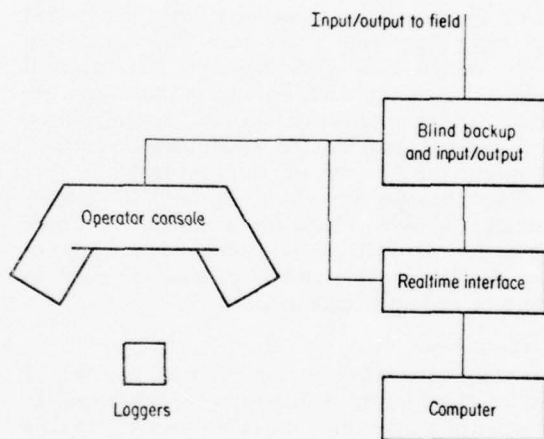 Input/output to field
Blind backup
and input/output
Operator console
Realtime interface
Loggers
Computer